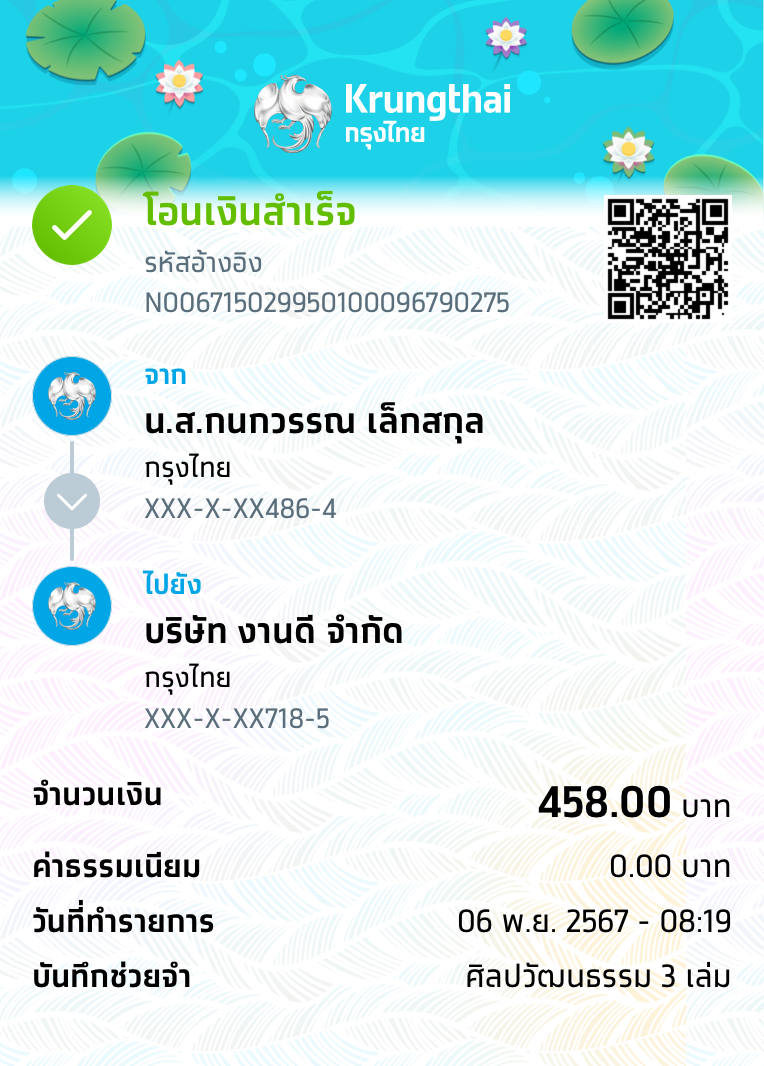 Krungthai
กรุงไทย
โอนเงินสำเร็จ
รหัสอ้างอิง
N006715029950100096790275
จาก
น.ส.กนกวรรณ เล็กสกุล
กรุงไทย
XXX-X-XX486-4
ไปยัง
บริษัท งานดี จำกัด
กรุงไทย
XXX-X-XX718-5
จำนวนเงิน 458.00 บาท
ค่าธรรมเนียม 0.00 บาท
วันที่ทำรายการ 06 พ.ย. 2567 - 08:19
บันทึกช่วยจำ ศิลปวัฒนธรรม 3 เล่ม